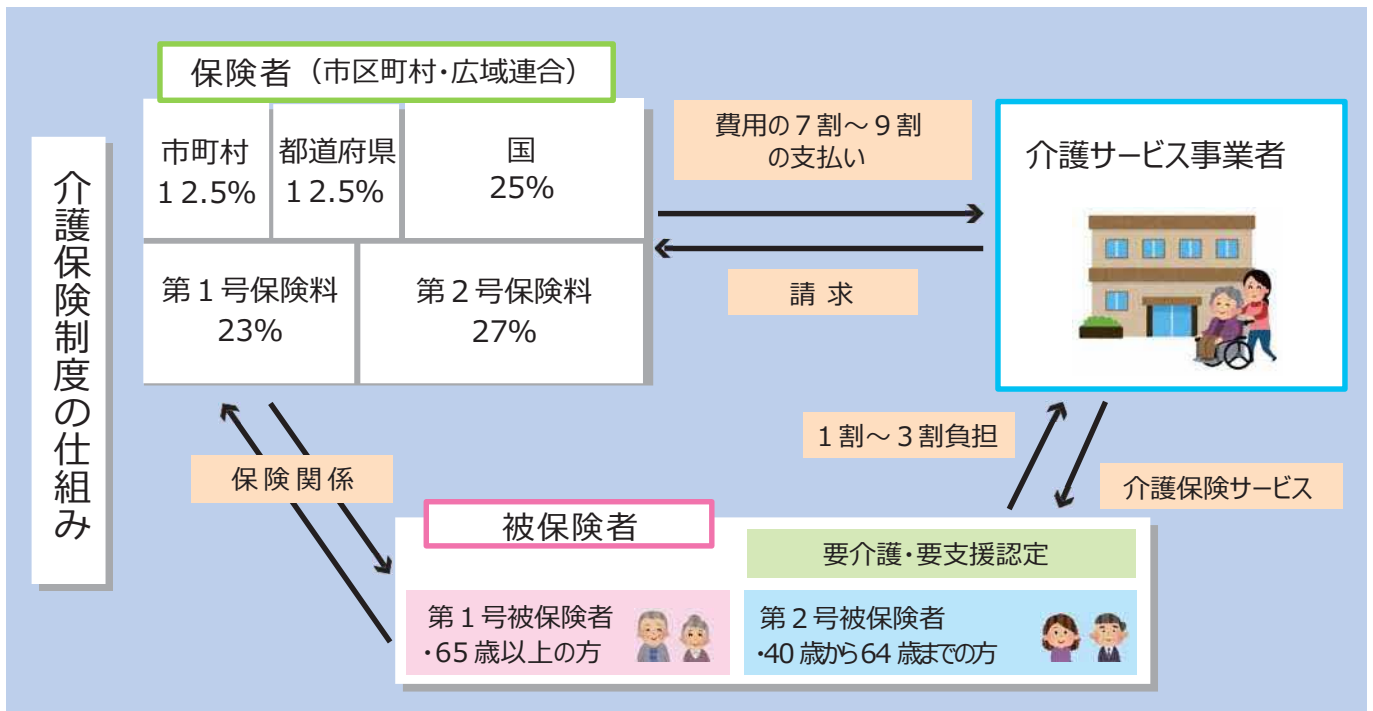 介護保険制度の仕組み
保険者（市区町村・広域連合）
市町村
12.5%
都道府県
12.5%
国
25%
第１号保険料
23%
第２号保険料
27%
費用の７割～９割
の支払い
請求
介護サービス事業者
保険関係
１割～３割負担
介護保険サービス
被保険者
要介護・要支援認定
第１号被保険者
・65歳以上の方
第２号被保険者
・40歳から64歳までの方